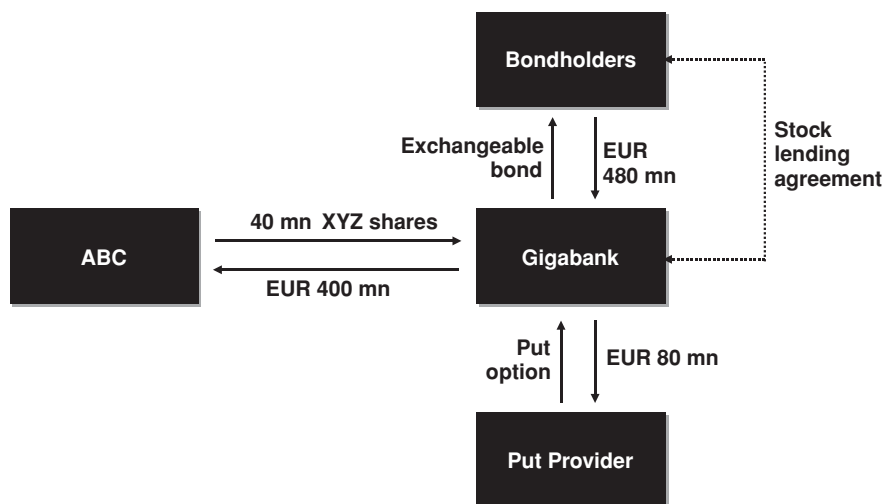 Bondholders
Exchangeable
bond
EUR
480 mn
Stock
lending
agreement
40 mn XYZ shares
ABC
Gigabank
EUR 400 mn
Put
option
EUR 80 mn
Put Provider